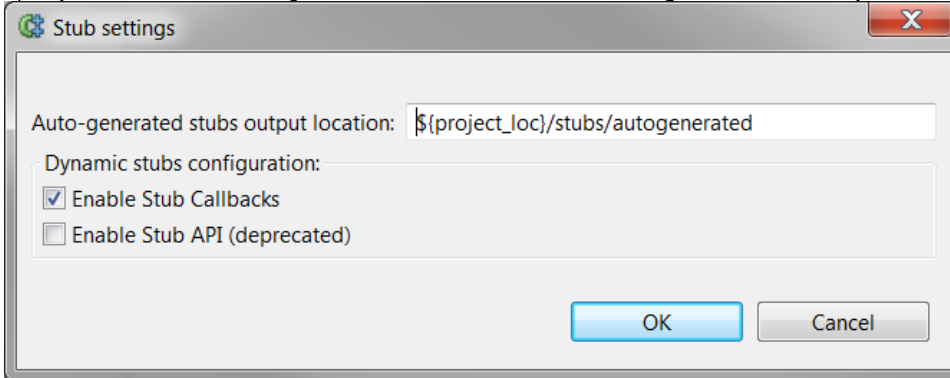 Stub settings
Auto-generated stubs output location: ${project_loc}/stubs/autogenerated
Dynamic stubs configuration:
Enable Stub Callbacks
Enable Stub API (deprecated)
OK Cancel